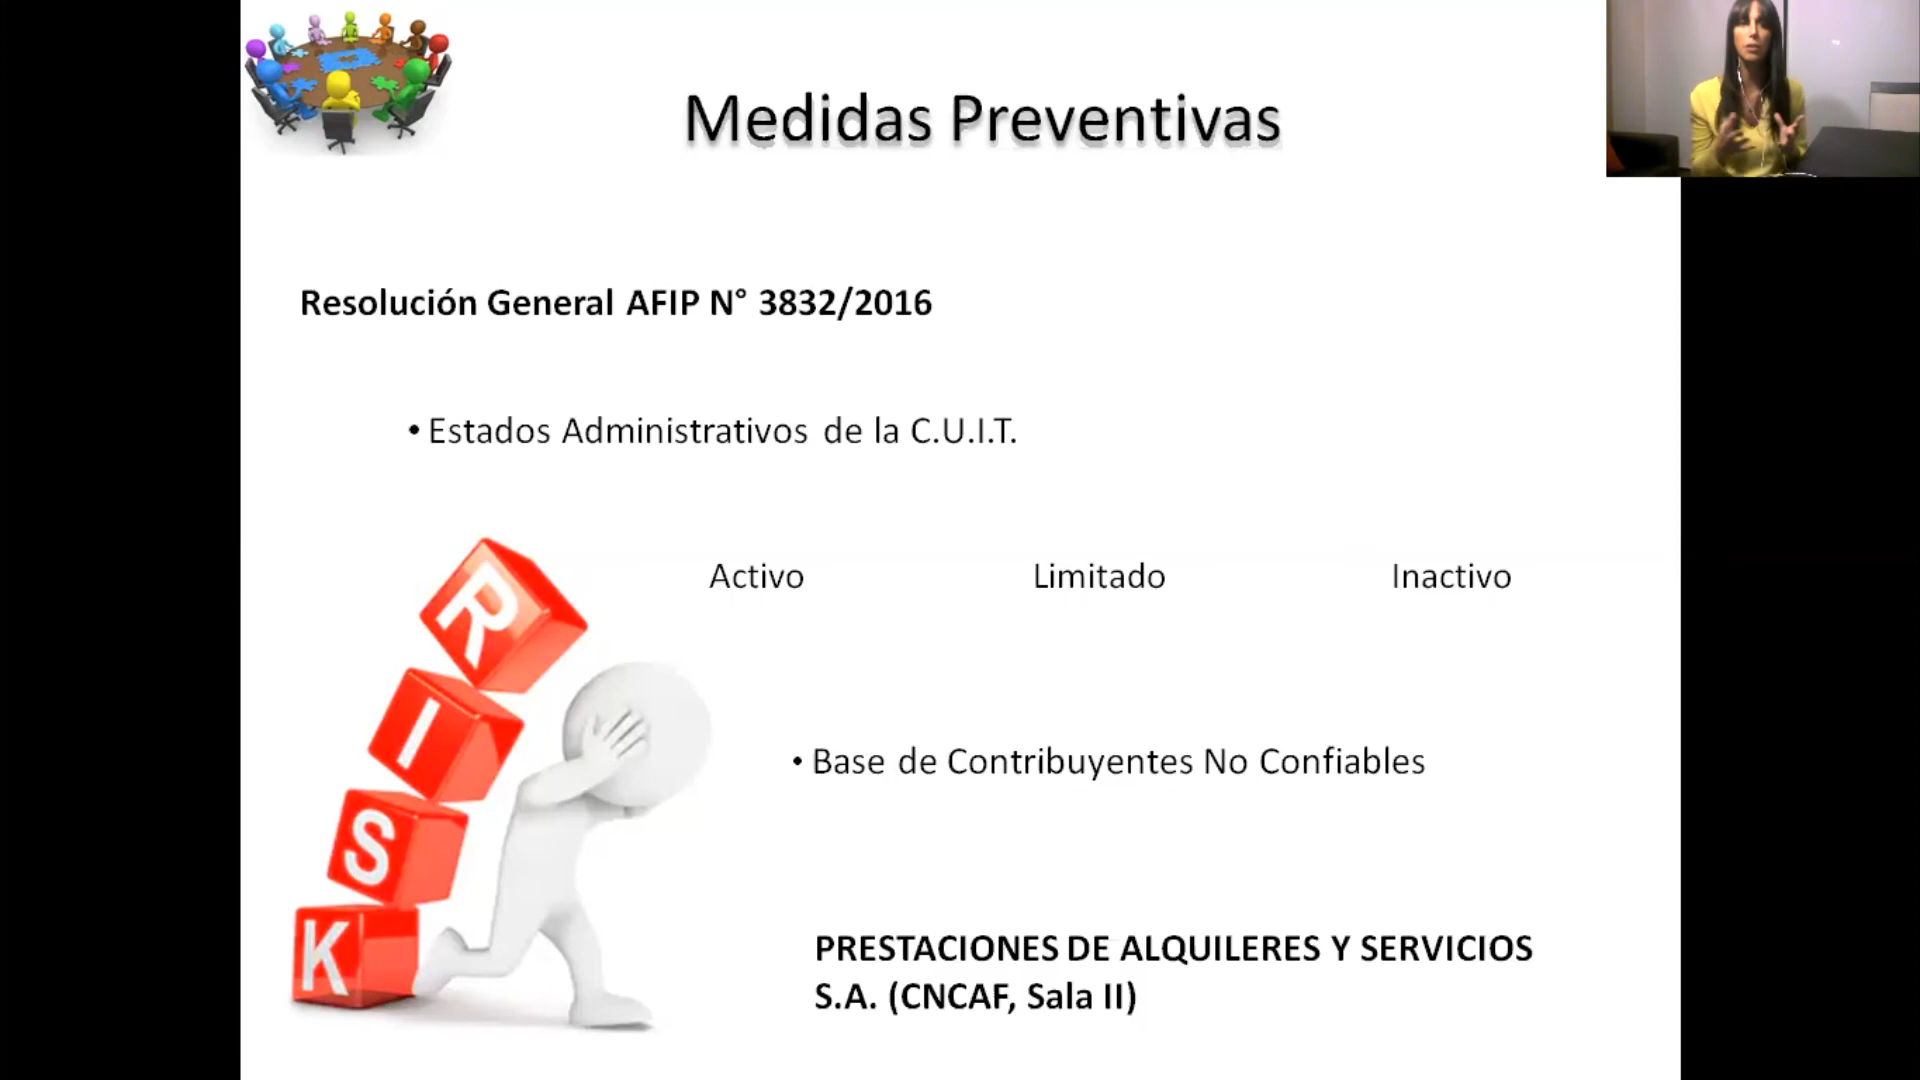 Medidas Preventivas
Resolución General AFIP N° 3832/2016
• Estados Administrativos de la C.U.I.T.
Activo Limitado Inactivo
R
I
S
K
• Base de Contribuyentes No Confiables
PRESTACIONES DE ALQUILERES Y SERVICIOS
S.A. (CNCAF, Sala II)